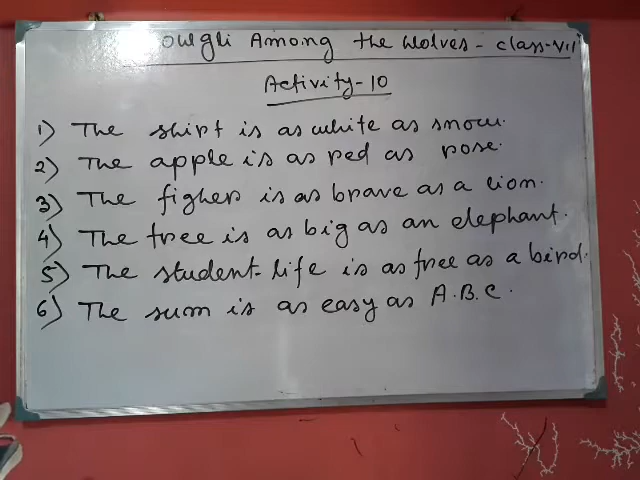 owgli Among the Wolves - class-VII
Activity-10
1) The shirt is as white as snow.
2) The apple is as red as rose.
3) The figher is as brave as a lion.
4) The tree is as big as an elephant.
5) The student-life is as free as a bird.
6) The sum is as easy as A.B.C.